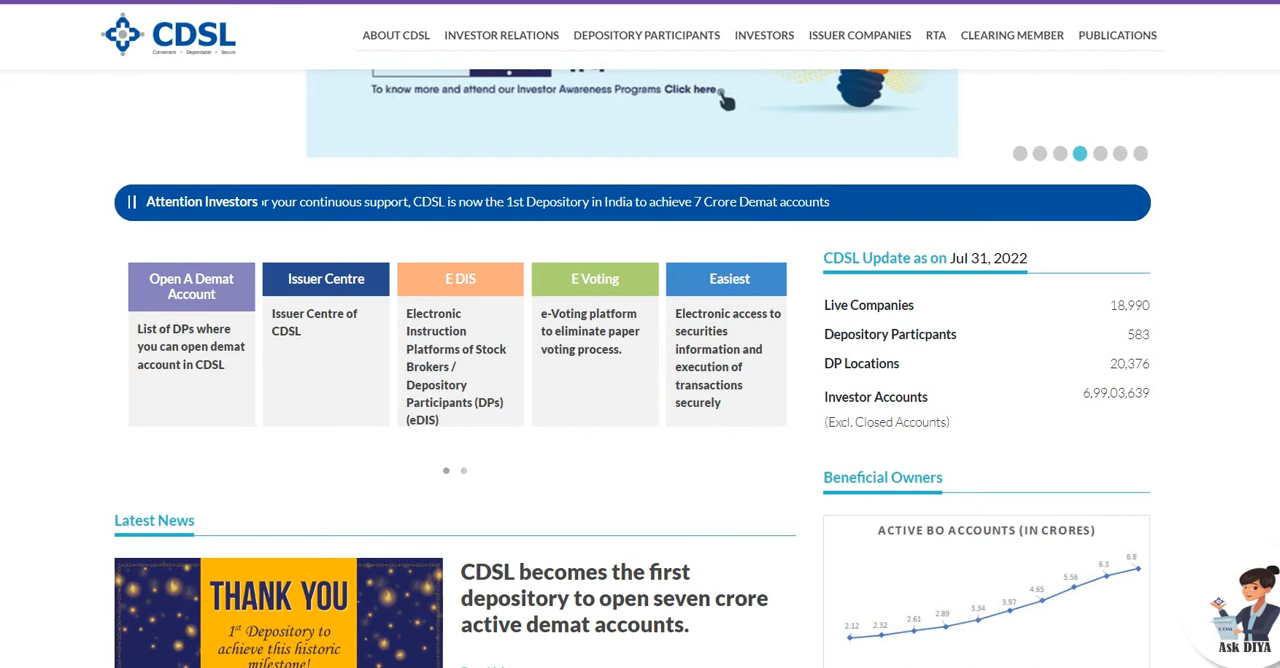 CDSL
Convenient • Dependable • Secure
ABOUT CDSL
INVESTOR RELATIONS
DEPOSITORY PARTICIPANTS
INVESTORS
ISSUER COMPANIES
RTA
CLEARING MEMBER
PUBLICATIONS
To know more and attend our Investor Awareness Programs Click here
Attention Investors
your continuous support, CDSL is now the 1st Depository in India to achieve 7 Crore Demat accounts
Open A Demat
Account
List of DPs where
you can open demat
account in CDSL
Issuer Centre
Issuer Centre of
CDSL
E DIS
Electronic
Instruction
Platforms of Stock
Brokers /
Depository
Participants (DPs)
(eDIS)
E Voting
e-Voting platform
to eliminate paper
voting process.
Easiest
Electronic access to
securities
information and
execution of
transactions
securely
CDSL Update as on Jul 31, 2022
Live Companies 18,990
Depository Particpants 583
DP Locations 20,376
Investor Accounts 6,99,03,639
(Excl. Closed Accounts)
Latest News
THANK YOU
1st Depository to
achieve this historic
milestone!
CDSL becomes the first
depository to open seven crore
active demat accounts.
Beneficial Owners
ACTIVE BO ACCOUNTS (IN CRORES)
2.12
2.32
2.61
2.89
3.34
3.97
4.65
5.56
6.3
6.8
CDSL
Ask DIYA